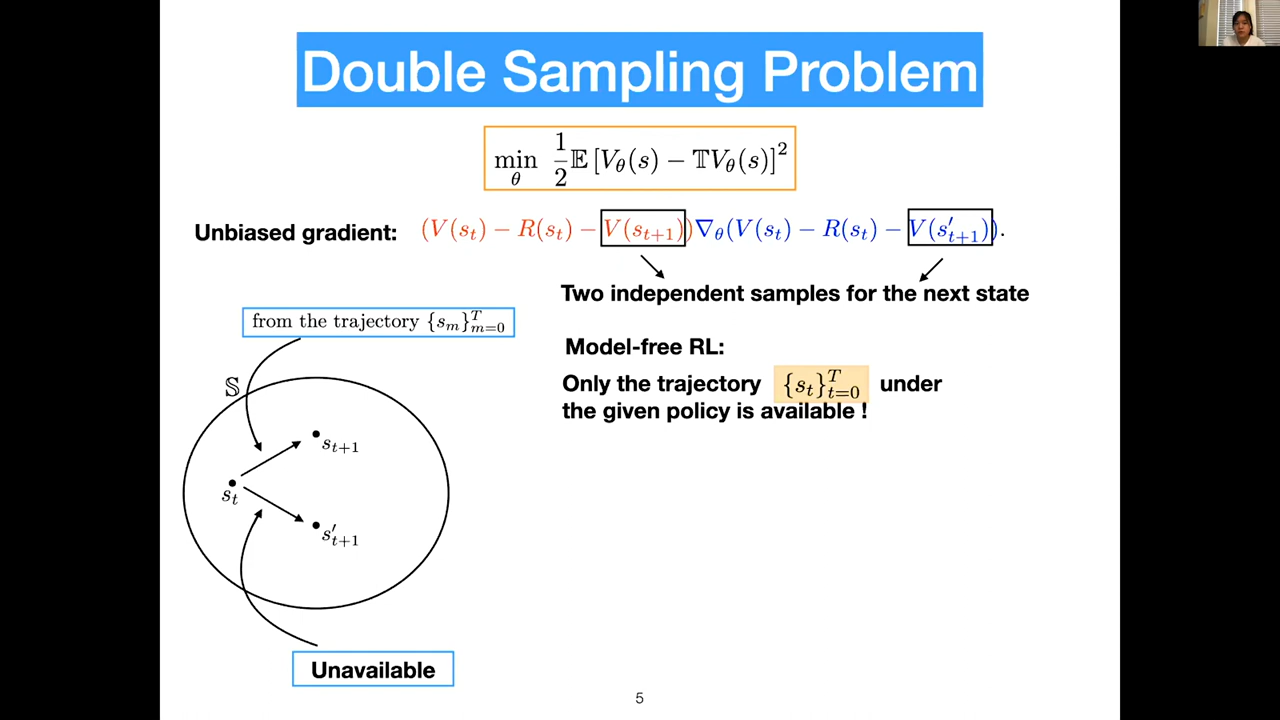 Double Sampling Problem
min_θ 1/2 𝔼 [V_θ(s) − 𝕋V_θ(s)]²
Unbiased gradient: (V(s_t) − R(s_t) − V(s_{t+1}))∇_θ(V(s_t) − R(s_t) − V(s′_{t+1})).
Two independent samples for the next state
from the trajectory {s_m}_{m=0}^T
Model-free RL:
Only the trajectory {s_t}_{t=0}^T under
the given policy is available !
𝕊
s_{t+1}
s_t
s′_{t+1}
Unavailable
5